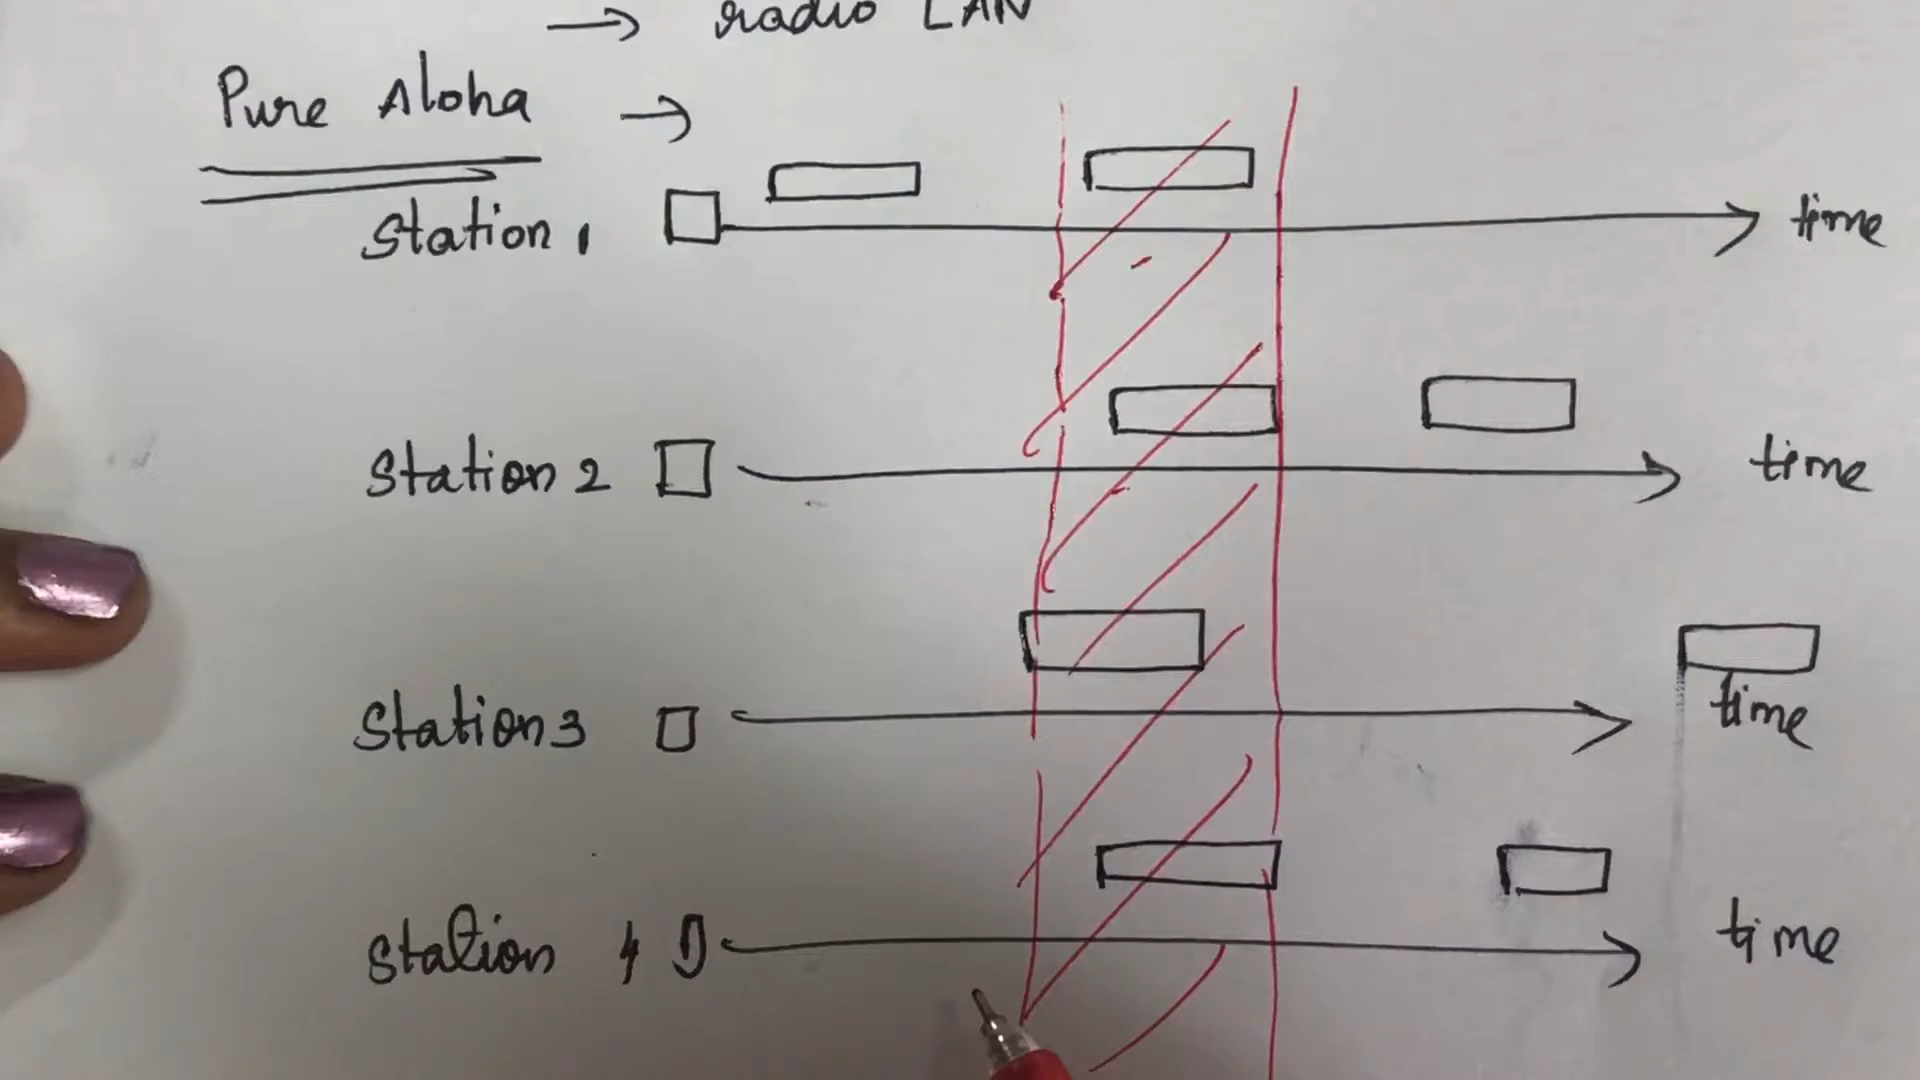 → radio LAN
Pure Aloha →
Station 1 time
Station 2 time
Station 3 time
Station 4 time